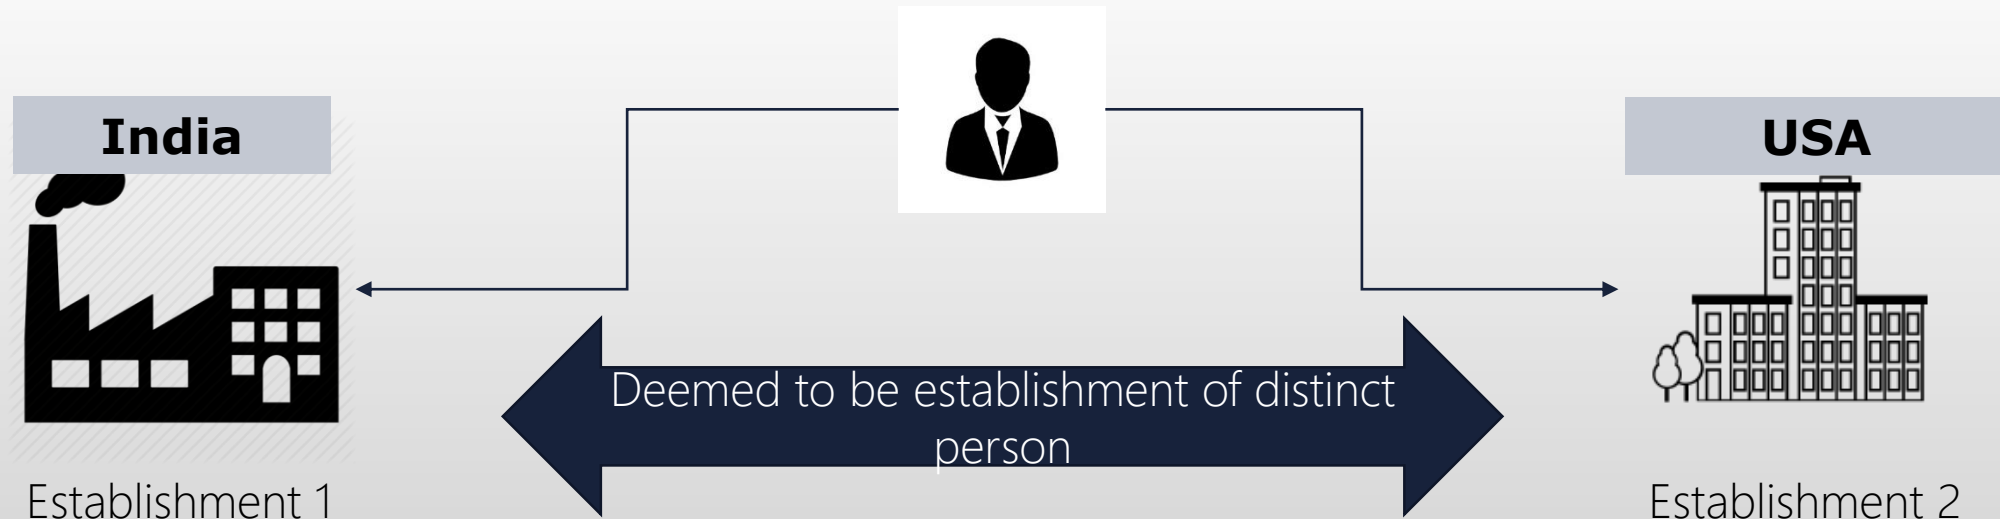 India
USA
Deemed to be establishment of distinct
person
Establishment 1
Establishment 2